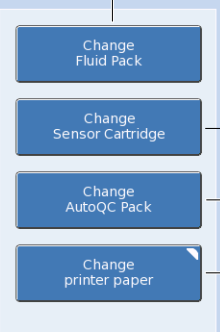 Change
Fluid Pack
Change
Sensor Cartridge
Change
AutoQC Pack
Change
printer paper